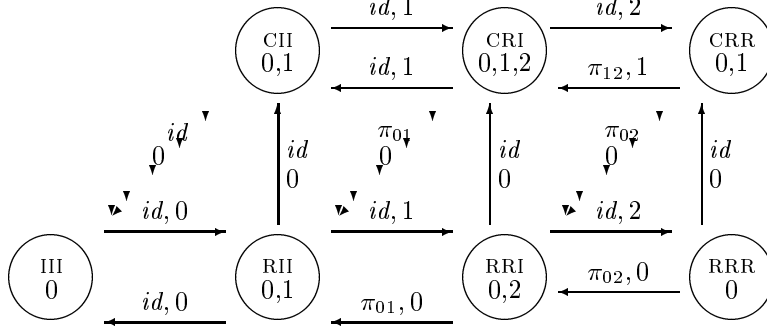 id, 1 id, 2
CII CRI CRR
0,1 0,1,2 0,1
id, 1 π12, 1
id π01 π02
0 id 0 id 0 id
0 0 0
id, 0 id, 1 id, 2
III RII RRI RRR
0 0,1 0,2 0
id, 0 π01, 0 π02, 0